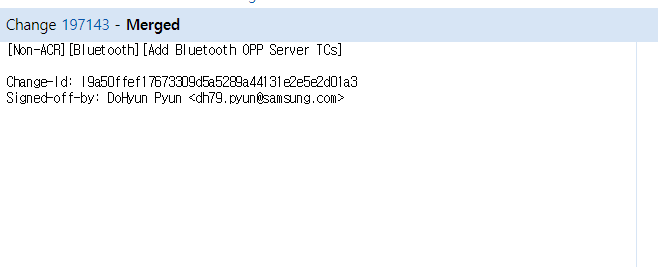 Change 197143 - Merged
[Non-ACR][Bluetooth][Add Bluetooth OPP Server TCs]
Change-Id: I9a50ffef17673309d5a5289a44131e2e5e2d01a3
Signed-off-by: DoHyun Pyun <dh79.pyun@samsung.com>